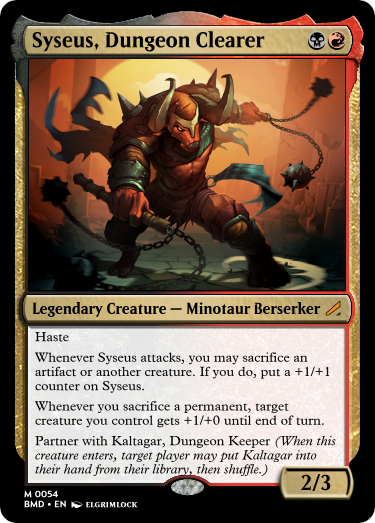 Syseus, Dungeon Clearer
Legendary Creature — Minotaur Berserker
Haste
Whenever Syseus attacks, you may sacrifice an
artifact or another creature. If you do, put a +1/+1
counter on Syseus.
Whenever you sacrifice a permanent, target
creature you control gets +1/+0 until end of turn.
Partner with Kaltagar, Dungeon Keeper (When this
creature enters, target player may put Kaltagar into
their hand from their library, then shuffle.)
2/3
M 0054
BMD • EN ELGRIMLOCK